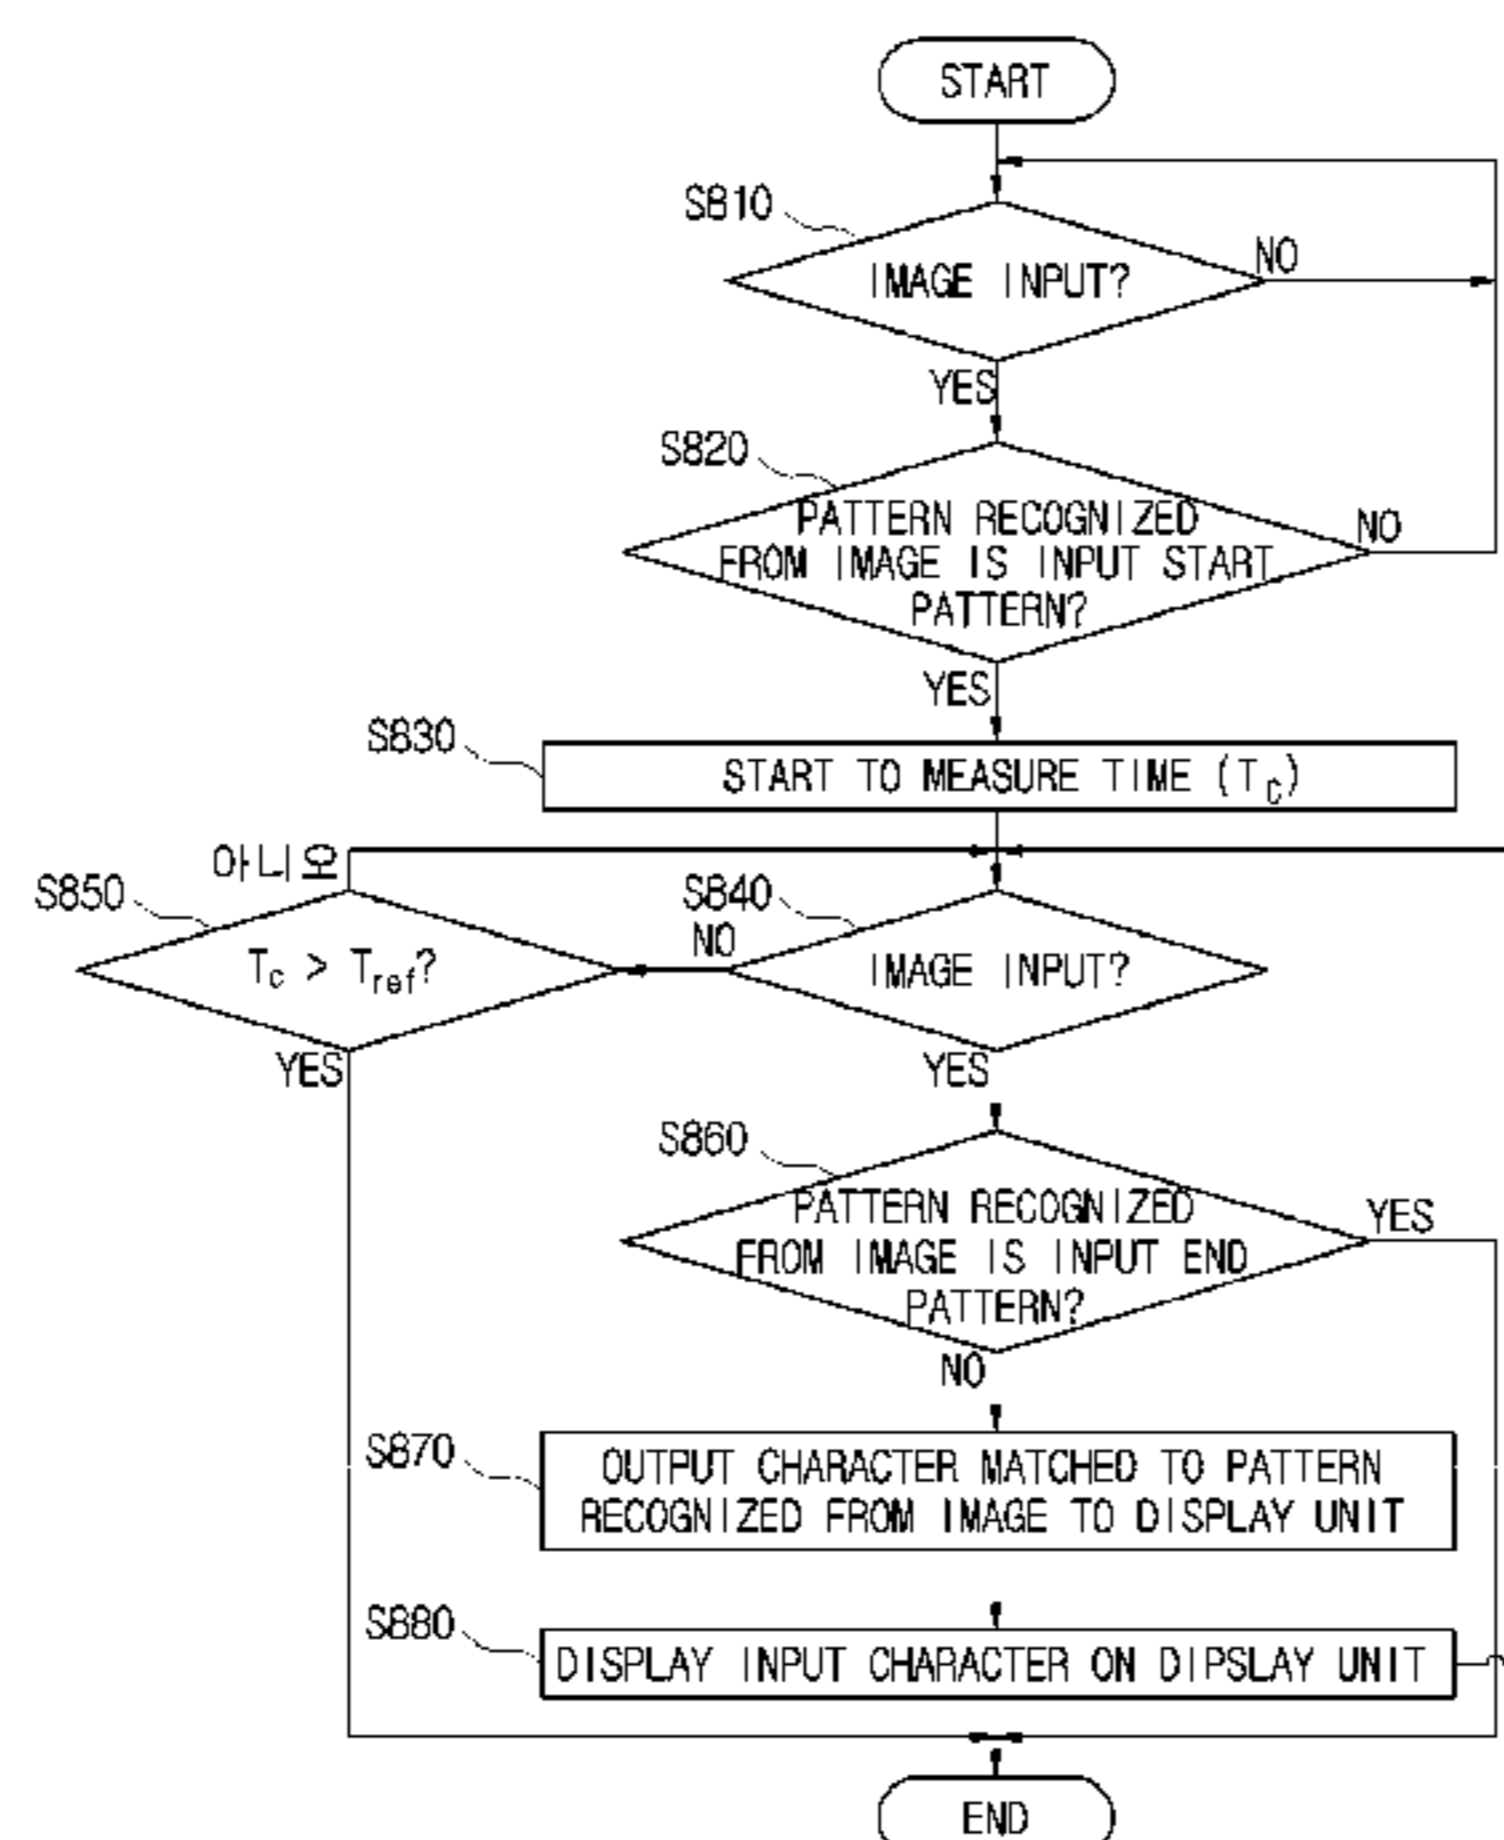 START
S810
IMAGE INPUT?
NO
YES
S820
PATTERN RECOGNIZED
FROM IMAGE IS INPUT START
PATTERN?
NO
YES
S830
START TO MEASURE TIME (Tc)
아니오
S850
Tc > Tref?
YES
S840
NO
IMAGE INPUT?
YES
S860
PATTERN RECOGNIZED
FROM IMAGE IS INPUT END
PATTERN?
YES
NO
S870
OUTPUT CHARACTER MATCHED TO PATTERN
RECOGNIZED FROM IMAGE TO DISPLAY UNIT
S880
DISPLAY INPUT CHARACTER ON DIPSLAY UNIT
END